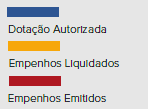 Dotação Autorizada
Empenhos Liquidados
Empenhos Emitidos